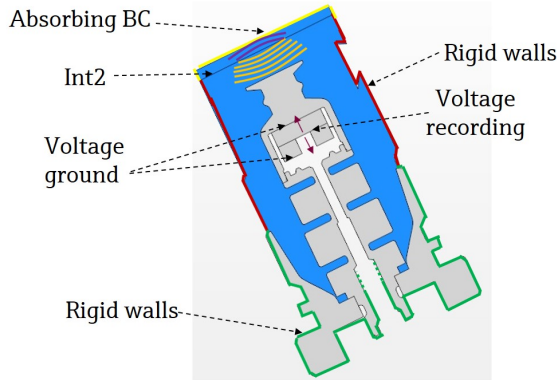 Absorbing BC
Int2
Rigid walls
Voltage
recording
Voltage
ground
Rigid walls